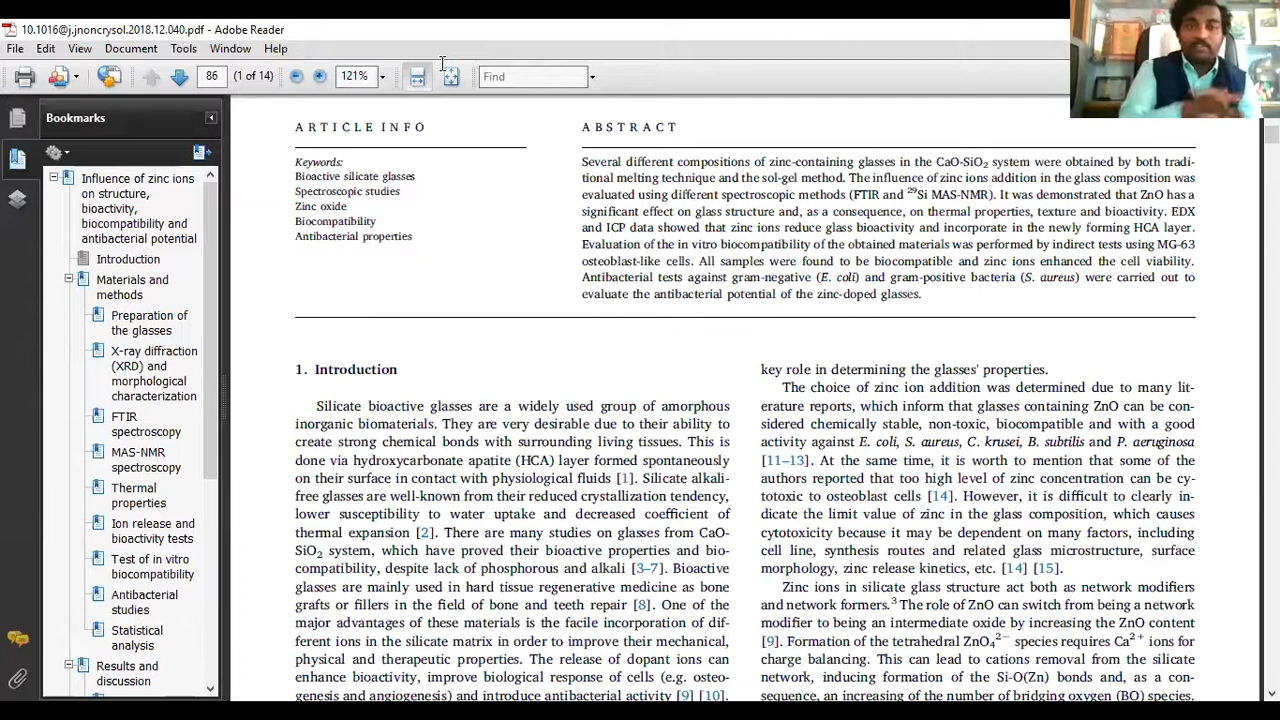 10.1016@j.jnoncrysol.2018.12.040.pdf - Adobe Reader
File Edit View Document Tools Window Help
86 (1 of 14) 121% Find
Bookmarks
Influence of zinc ions
on structure,
bioactivity,
biocompatibility and
antibacterial potential
Introduction
Materials and
methods
Preparation of
the glasses
X-ray diffraction
(XRD) and
morphological
characterization
FTIR
spectroscopy
MAS-NMR
spectroscopy
Thermal
properties
Ion release and
bioactivity tests
Test of in vitro
biocompatibility
Antibacterial
studies
Statistical
analysis
Results and
discussion
ARTICLE INFO
Keywords:
Bioactive silicate glasses
Spectroscopic studies
Zinc oxide
Biocompatibility
Antibacterial properties
ABSTRACT
Several different compositions of zinc-containing glasses in the CaO-SiO₂ system were obtained by both tradi-
tional melting technique and the sol-gel method. The influence of zinc ions addition in the glass composition was
evaluated using different spectroscopic methods (FTIR and ²⁹Si MAS-NMR). It was demonstrated that ZnO has a
significant effect on glass structure and, as a consequence, on thermal properties, texture and bioactivity. EDX
and ICP data showed that zinc ions reduce glass bioactivity and incorporate in the newly forming HCA layer.
Evaluation of the in vitro biocompatibility of the obtained materials was performed by indirect tests using MG-63
osteoblast-like cells. All samples were found to be biocompatible and zinc ions enhanced the cell viability.
Antibacterial tests against gram-negative (E. coli) and gram-positive bacteria (S. aureus) were carried out to
evaluate the antibacterial potential of the zinc-doped glasses.
1. Introduction
Silicate bioactive glasses are a widely used group of amorphous
inorganic biomaterials. They are very desirable due to their ability to
create strong chemical bonds with surrounding living tissues. This is
done via hydroxycarbonate apatite (HCA) layer formed spontaneously
on their surface in contact with physiological fluids [1]. Silicate alkali-
free glasses are well-known from their reduced crystallization tendency,
lower susceptibility to water uptake and decreased coefficient of
thermal expansion [2]. There are many studies on glasses from CaO-
SiO₂ system, which have proved their bioactive properties and bio-
compatibility, despite lack of phosphorous and alkali [3–7]. Bioactive
glasses are mainly used in hard tissue regenerative medicine as bone
grafts or fillers in the field of bone and teeth repair [8]. One of the
major advantages of these materials is the facile incorporation of dif-
ferent ions in the silicate matrix in order to improve their mechanical,
physical and therapeutic properties. The release of dopant ions can
enhance bioactivity, improve biological response of cells (e.g. osteo-
genesis and angiogenesis) and introduce antibacterial activity [9] [10].
key role in determining the glasses' properties.
The choice of zinc ion addition was determined due to many lit-
erature reports, which inform that glasses containing ZnO can be con-
sidered chemically stable, non-toxic, biocompatible and with a good
activity against E. coli, S. aureus, C. krusei, B. subtilis and P. aeruginosa
[11–13]. At the same time, it is worth to mention that some of the
authors reported that too high level of zinc concentration can be cy-
totoxic to osteoblast cells [14]. However, it is difficult to clearly in-
dicate the limit value of zinc in the glass composition, which causes
cytotoxicity because it may be dependent on many factors, including
cell line, synthesis routes and related glass microstructure, surface
morphology, zinc release kinetics, etc. [14] [15].
Zinc ions in silicate glass structure act both as network modifiers
and network formers.³ The role of ZnO can switch from being a network
modifier to being an intermediate oxide by increasing the ZnO content
[9]. Formation of the tetrahedral ZnO₄²⁻ species requires Ca²⁺ ions for
charge balancing. This can lead to cations removal from the silicate
network, inducing formation of the Si-O(Zn) bonds and, as a con-
sequence, an increasing of the number of bridging oxygen (BO) species.